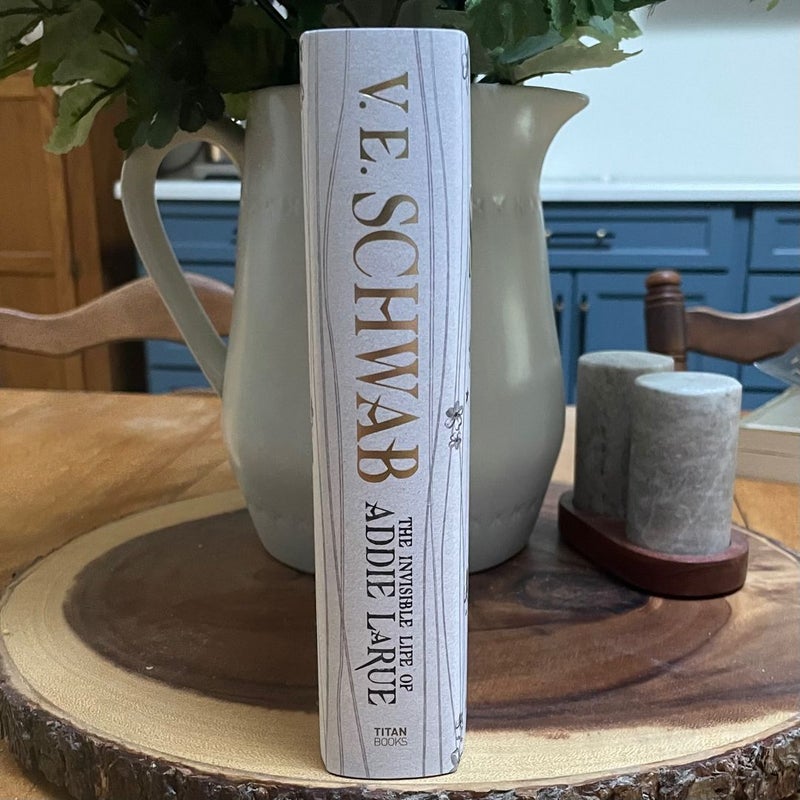 V. E. SCHWAB
THE INVISIBLE LIFE OF
ADDIE LARUE
TITAN
BOOKS